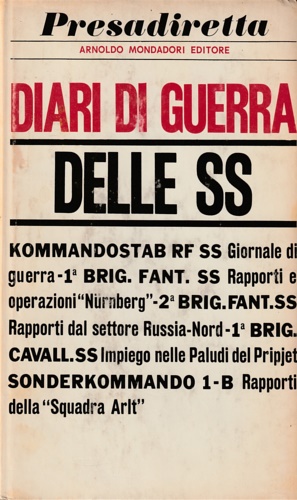 Presadiretta
ARNOLDO MONDADORI EDITORE
DIARI DI GUERRA
DELLE SS
KOMMANDOSTAB RF SS Giornale di
guerra-1ª BRIG. FANT. SS Rapporti e
operazioni "Nürnberg"-2ª BRIG.FANT.SS
Rapporti dal settore Russia-Nord-1ª BRIG.
CAVALL.SS Impiego nelle Paludi del Pripjet
SONDERKOMMANDO 1-B Rapporti
della "Squadra Arlt"